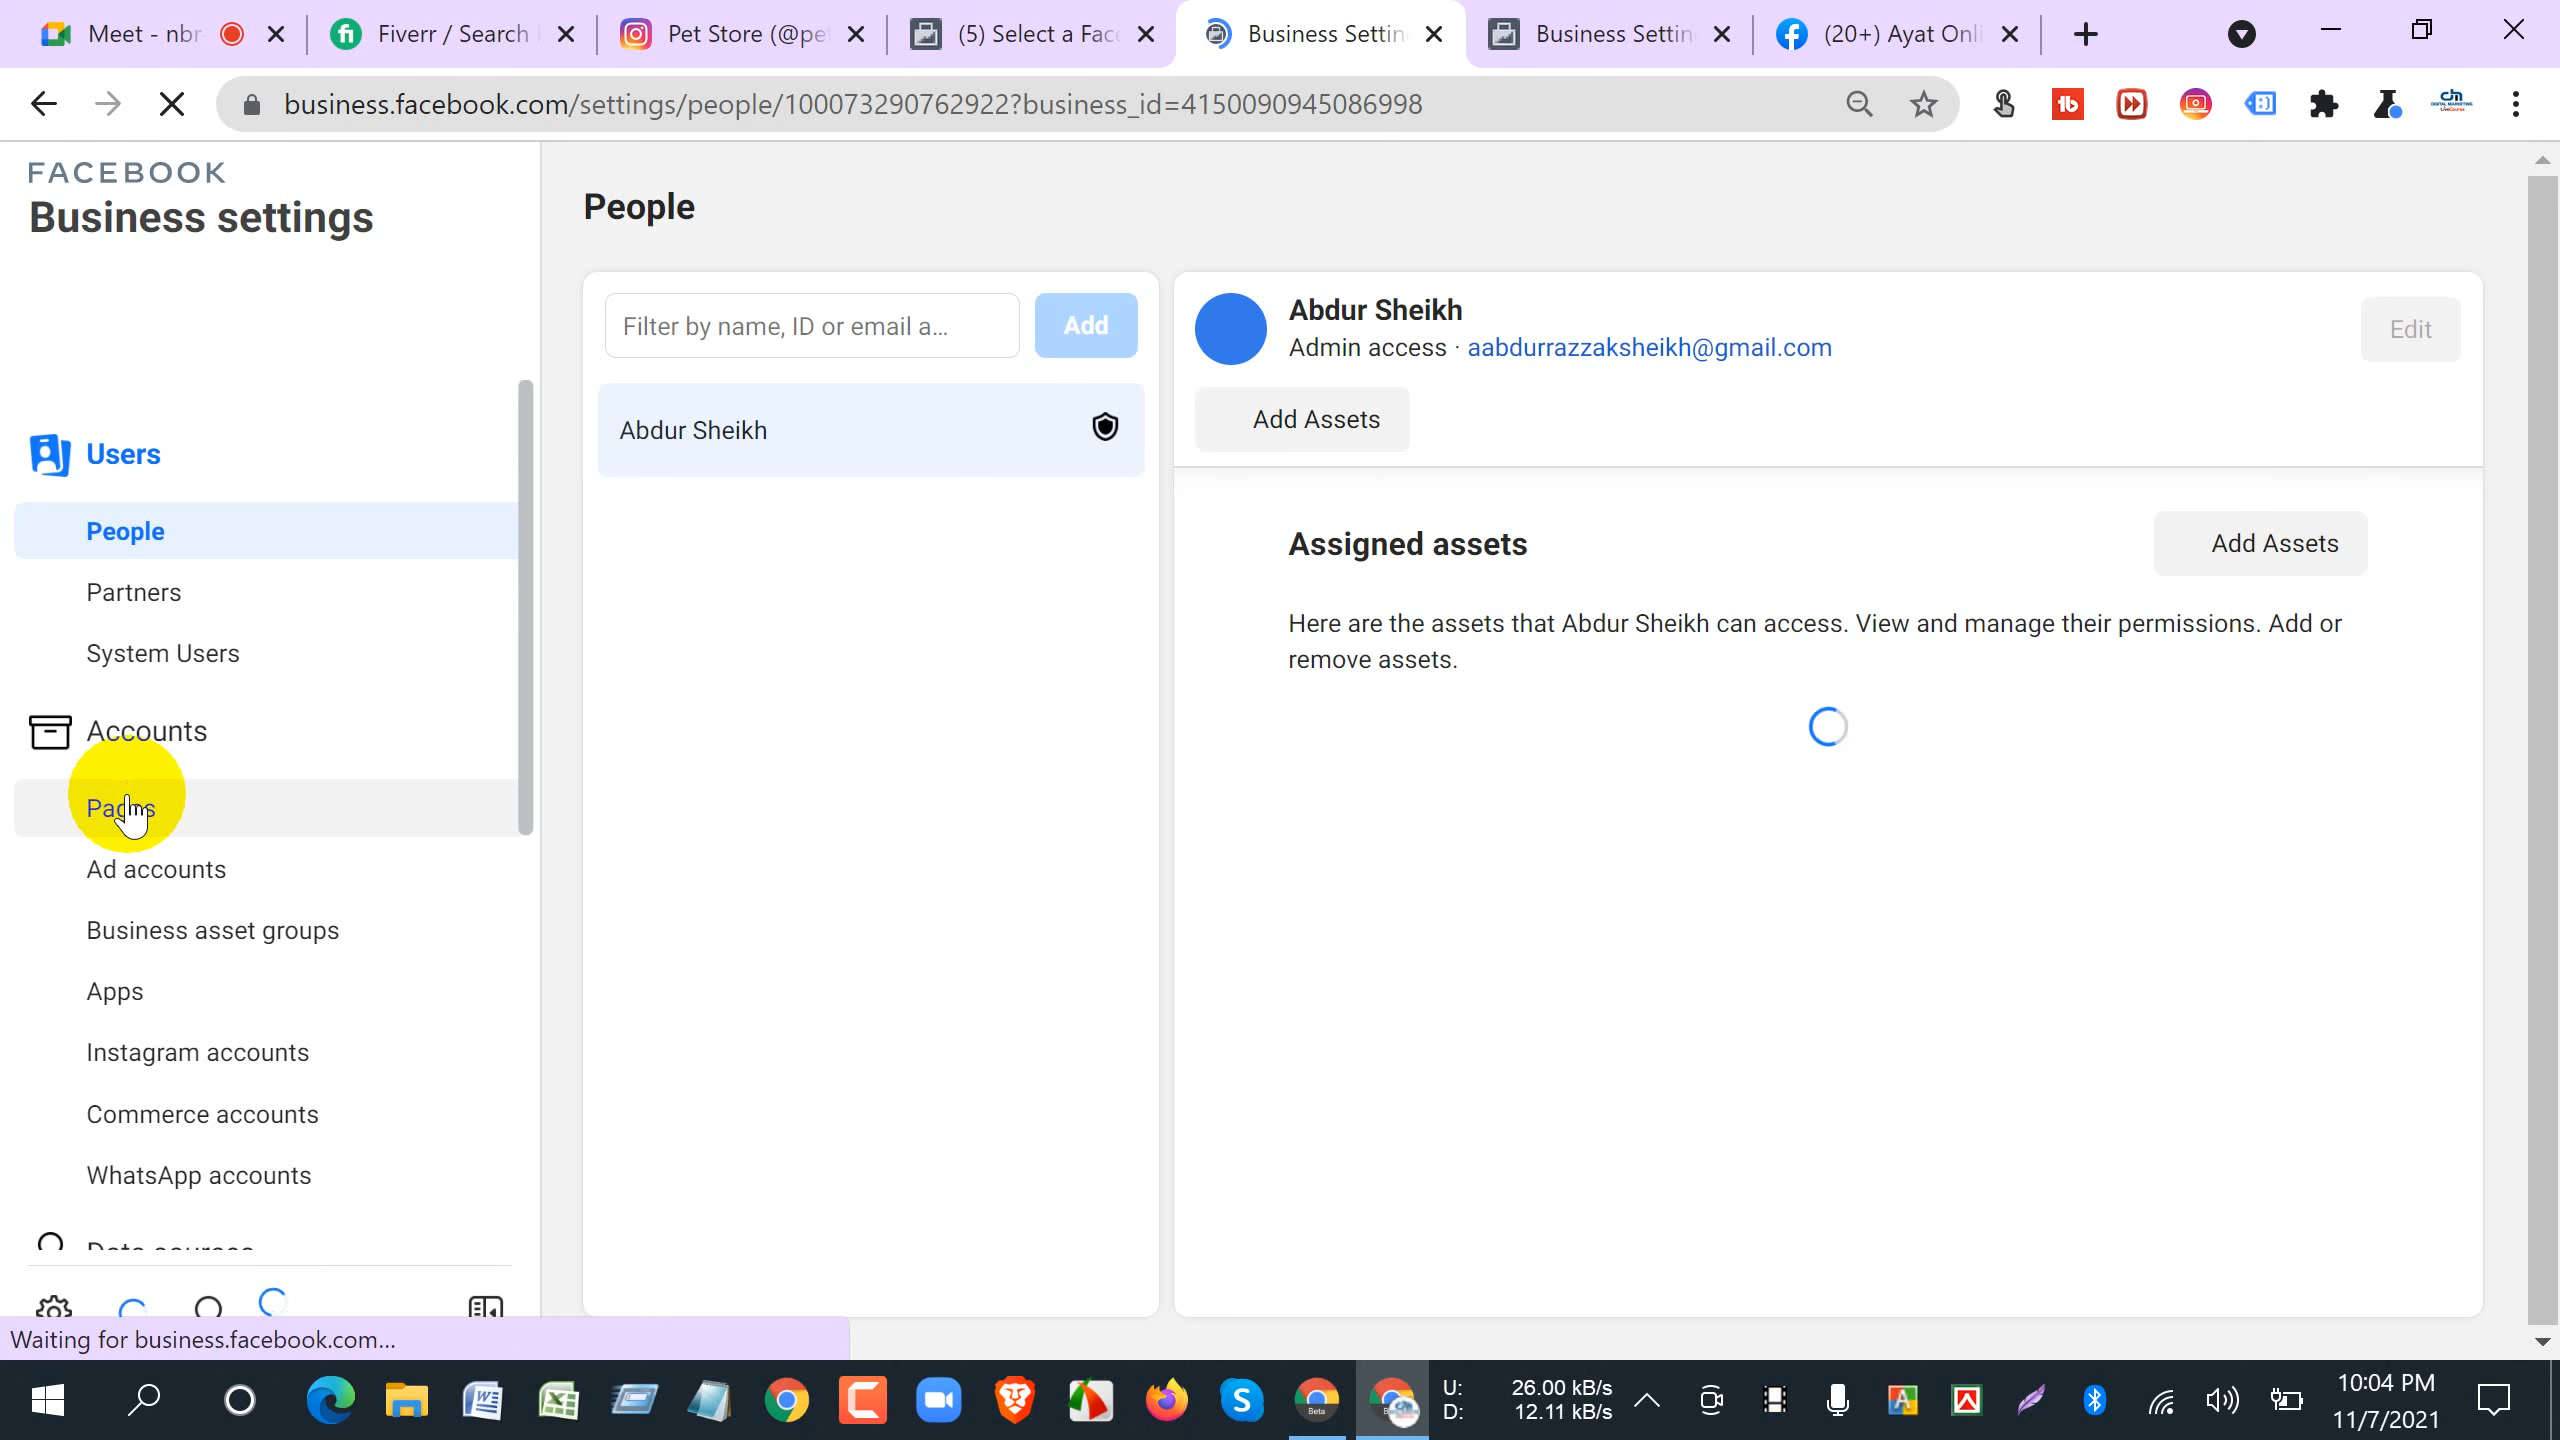 Meet - nbr
Fiverr / Search
Pet Store (@pe
(5) Select a Fac
Business Settin
Business Settin
(20+) Ayat Onli
business.facebook.com/settings/people/100073290762922?business_id=4150090945086998
FACEBOOK
Business settings
Users
People
Partners
System Users
Accounts
Pages
Ad accounts
Business asset groups
Apps
Instagram accounts
Commerce accounts
WhatsApp accounts
Data sources
Waiting for business.facebook.com...
People
Filter by name, ID or email a...
Add
Abdur Sheikh
Abdur Sheikh
Admin access · aabdurrazzaksheikh@gmail.com
Edit
Add Assets
Assigned assets
Add Assets
Here are the assets that Abdur Sheikh can access. View and manage their permissions. Add or
remove assets.
U: 26.00 kB/s
D: 12.11 kB/s
10:04 PM
11/7/2021